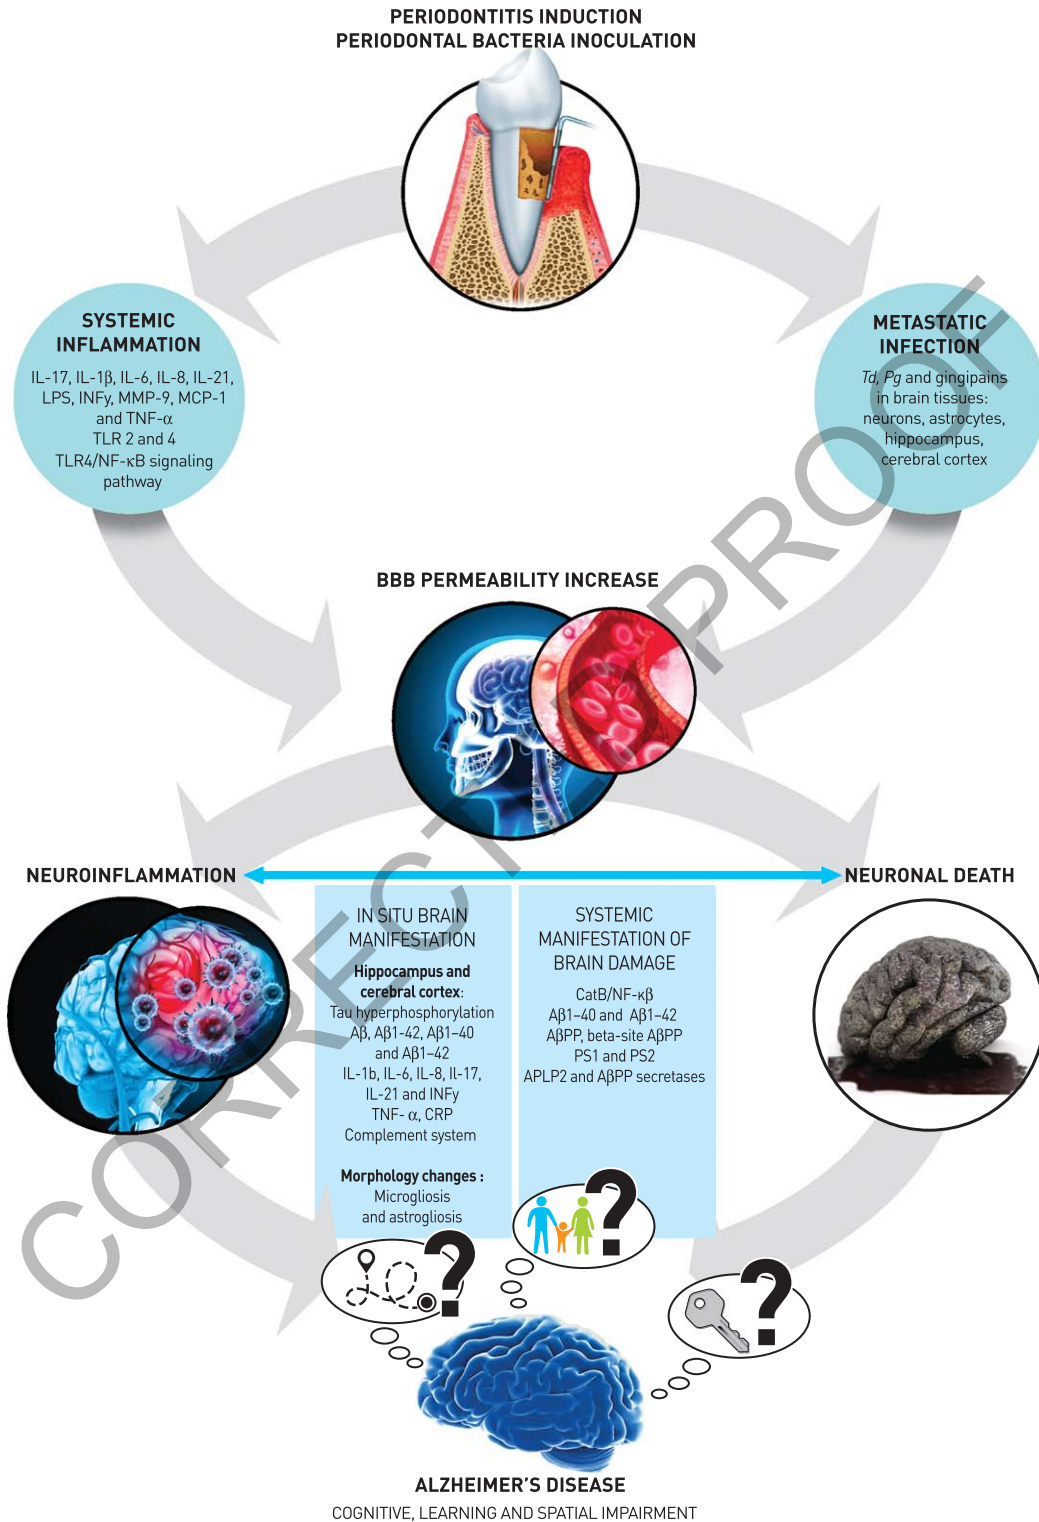 PERIODONTITIS INDUCTION
PERIODONTAL BACTERIA INOCULATION
SYSTEMIC
INFLAMMATION
IL-17, IL-1β, IL-6, IL-8, IL-21,
LPS, INFy, MMP-9, MCP-1
and TNF-α
TLR 2 and 4
TLR4/NF-κB signaling
pathway
METASTATIC
INFECTION
Td, Pg and gingipains
in brain tissues:
neurons, astrocytes,
hippocampus,
cerebral cortex
BBB PERMEABILITY INCREASE
NEUROINFLAMMATION
NEURONAL DEATH
IN SITU BRAIN
MANIFESTATION
Hippocampus and
cerebral cortex:
Tau hyperphosphorylation
Aβ, Aβ1-42, Aβ1–40
and Aβ1–42
IL-1b, IL-6, IL-8, Il-17,
IL-21 and INFy
TNF- α, CRP
Complement system
Morphology changes :
Microgliosis
and astrogliosis
SYSTEMIC
MANIFESTATION OF
BRAIN DAMAGE
CatB/NF-κβ
Aβ1–40 and Aβ1–42
AβPP, beta-site AβPP
PS1 and PS2
APLP2 and AβPP secretases
?
?
?
ALZHEIMER'S DISEASE
COGNITIVE, LEARNING AND SPATIAL IMPAIRMENT
CORRECTED PROOF